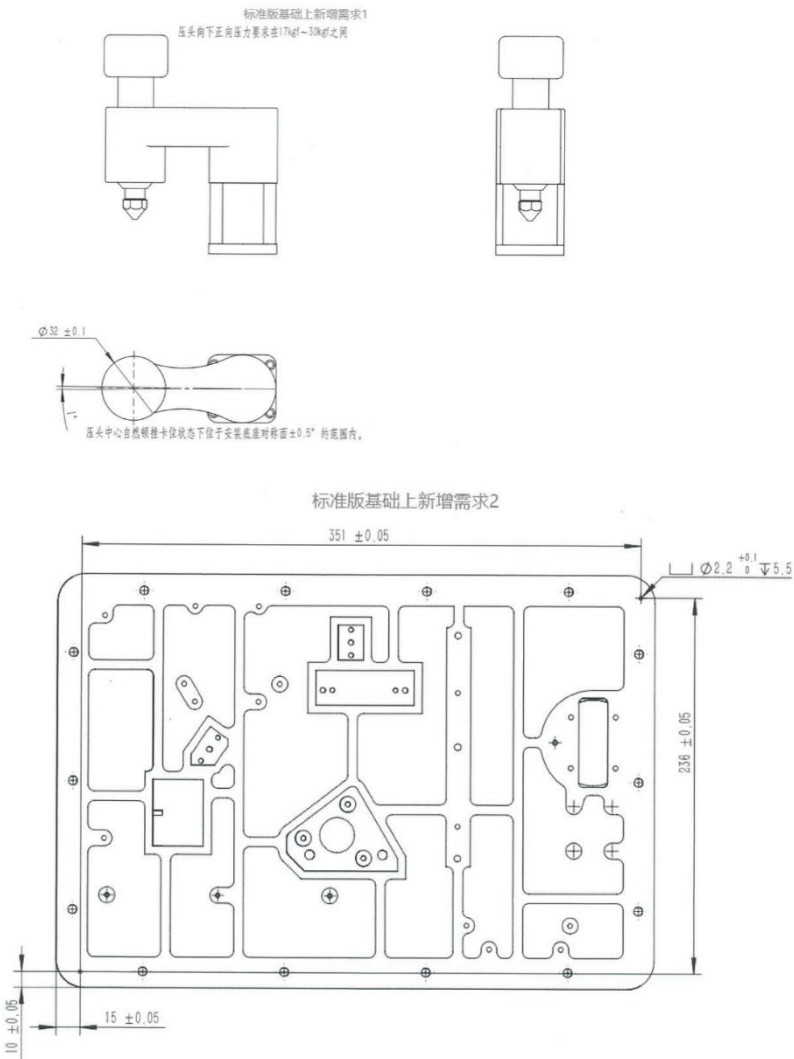 标准版基础上新增需求1
压头向下正向压力要求在17kgf~30kgf之间
Ø32 ±0.1
1°
压头中心自然顿挫卡位状态下位于安装底座对称面±0.5° 的范围内。
标准版基础上新增需求2
351 ±0.05
⌴ Ø2.2 +0.1 0 ↧5.5
236 ±0.05
15 ±0.05
10 ±0.05